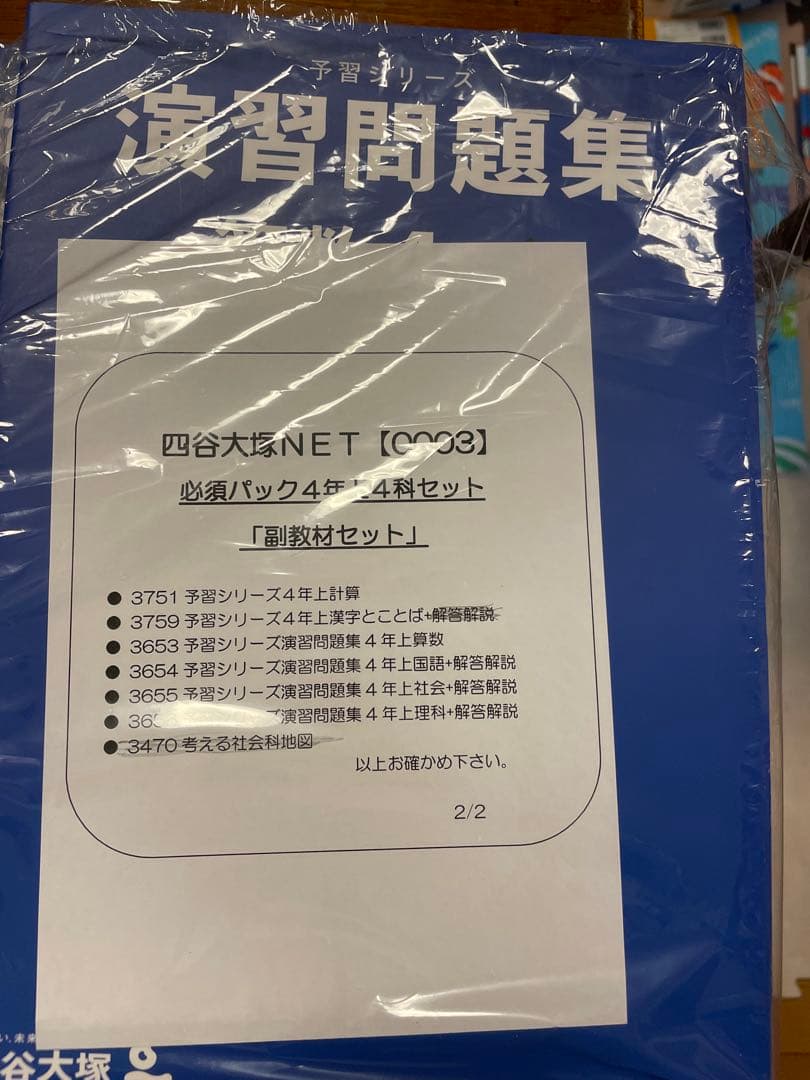 予習シリーズ
演習問題集
四谷大塚NET【0003】
必須パック4年上4科セット
「副教材セット」
● 3751 予習シリーズ4年上計算
● 3759 予習シリーズ4年上漢字とことば+解答解説
● 3653 予習シリーズ演習問題集4年上算数
● 3654 予習シリーズ演習問題集4年上国語+解答解説
● 3655 予習シリーズ演習問題集4年上社会+解答解説
● 365 ズ演習問題集4年上理科+解答解説
● 3470 考える社会科地図
以上お確かめ下さい。
2/2
い、未来
谷大塚